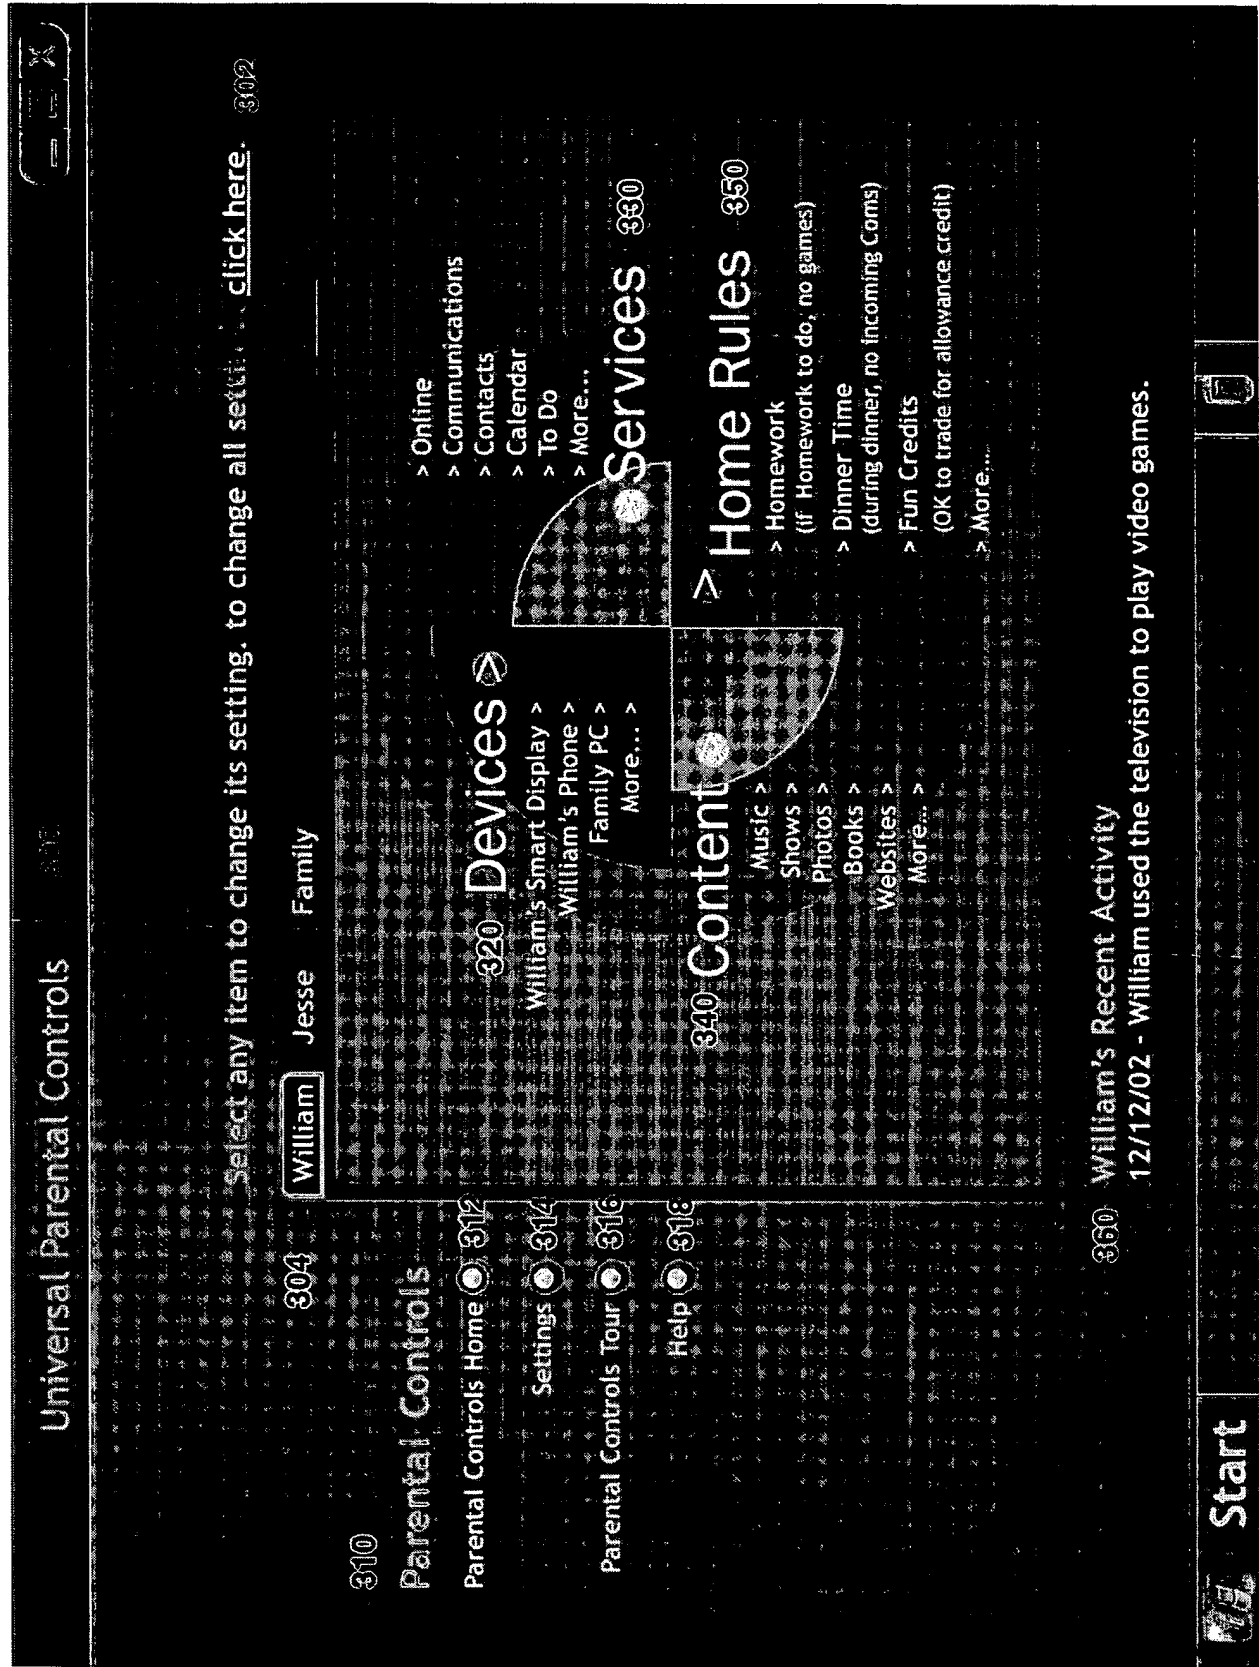 Universal Parental Controls
Select any item to change its setting. to change all click here. 302
304
William Jesse Family
310
Parental Controls
Parental Controls Home 312
Settings 314
Parental Controls Tour 316
Help 318
320 Devices >
William's Smart Display >
William's Phone >
Family PC >
More... >
> Online
> Communications
> Contacts
> Calendar
> To Do
> More...
Services 330
340 Content
Music >
Shows >
Photos >
Books >
Websites >
More... >
> Home Rules 350
> Homework
(If Homework to do, no games)
> Dinner Time
(during dinner, no incoming Coms)
> Fun Credits
(OK to trade for allowance credit)
> More...
360 William's Recent Activity
12/12/02 - William used the television to play video games.
Start